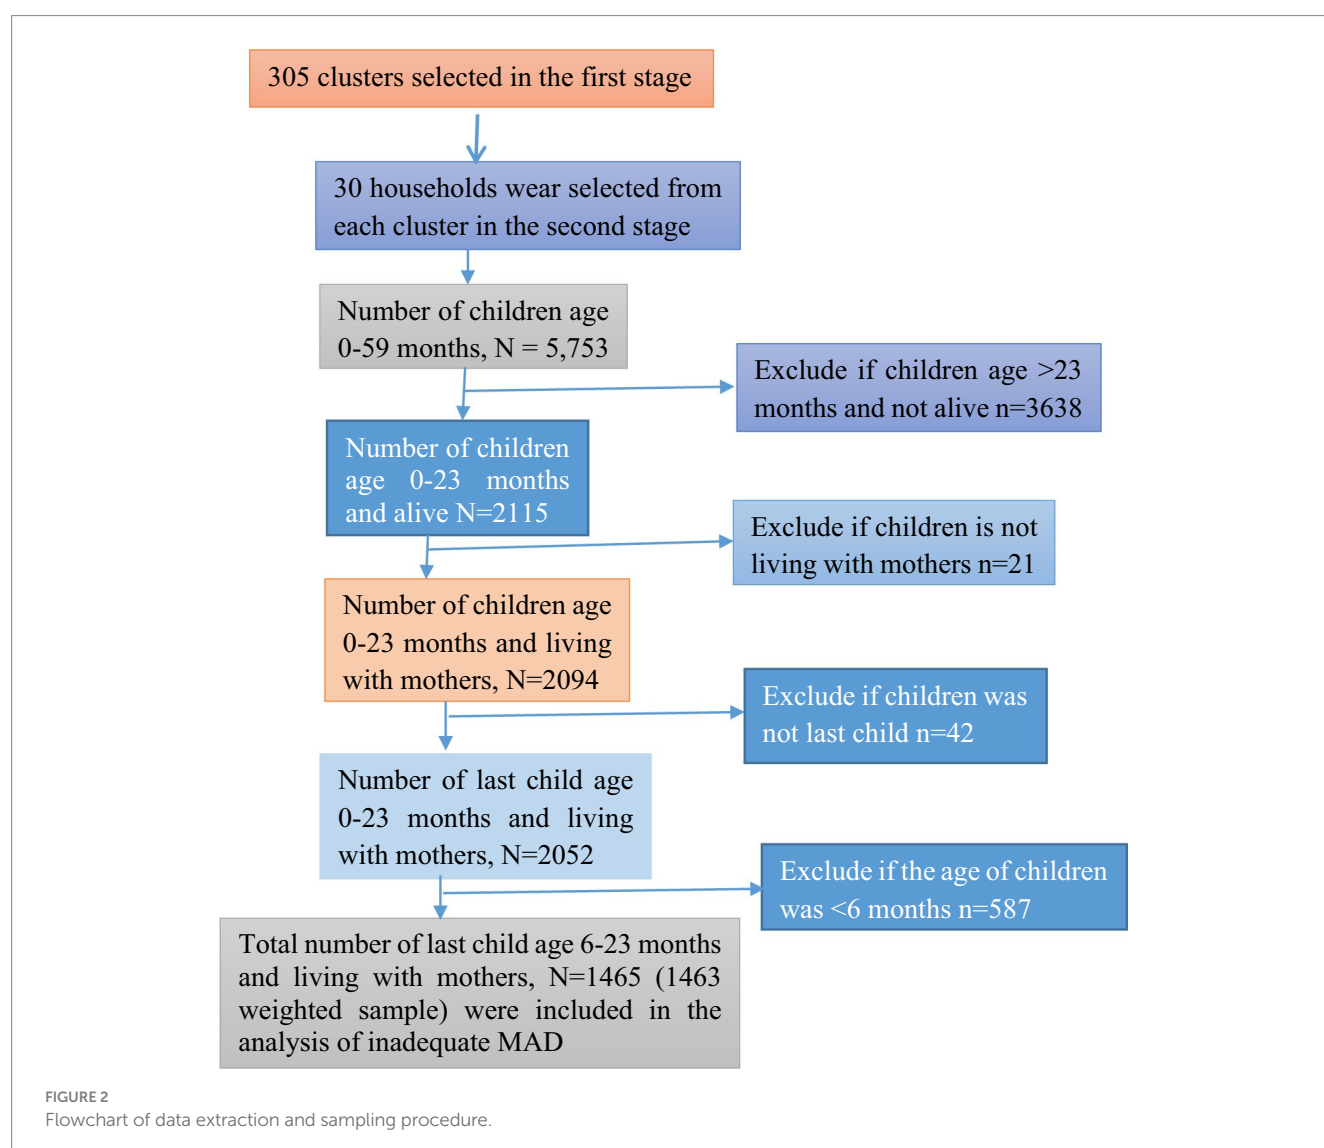 305 clusters selected in the first stage
30 households wear selected from
each cluster in the second stage
Number of children age
0-59 months, N = 5,753
Exclude if children age >23
months and not alive n=3638
Number of children
age 0-23 months
and alive N=2115
Exclude if children is not
living with mothers n=21
Number of children age
0-23 months and living
with mothers, N=2094
Exclude if children was
not last child n=42
Number of last child age
0-23 months and living
with mothers, N=2052
Exclude if the age of children
was <6 months n=587
Total number of last child age 6-23 months
and living with mothers, N=1465 (1463
weighted sample) were included in the
analysis of inadequate MAD
FIGURE 2
Flowchart of data extraction and sampling procedure.